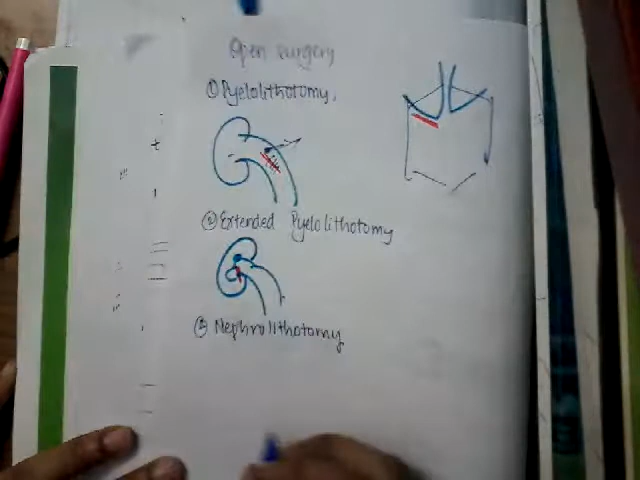 Open surgery
① Pyelolithotomy.
② Extended Pyelolithotomy
③ Nephrolithotomy